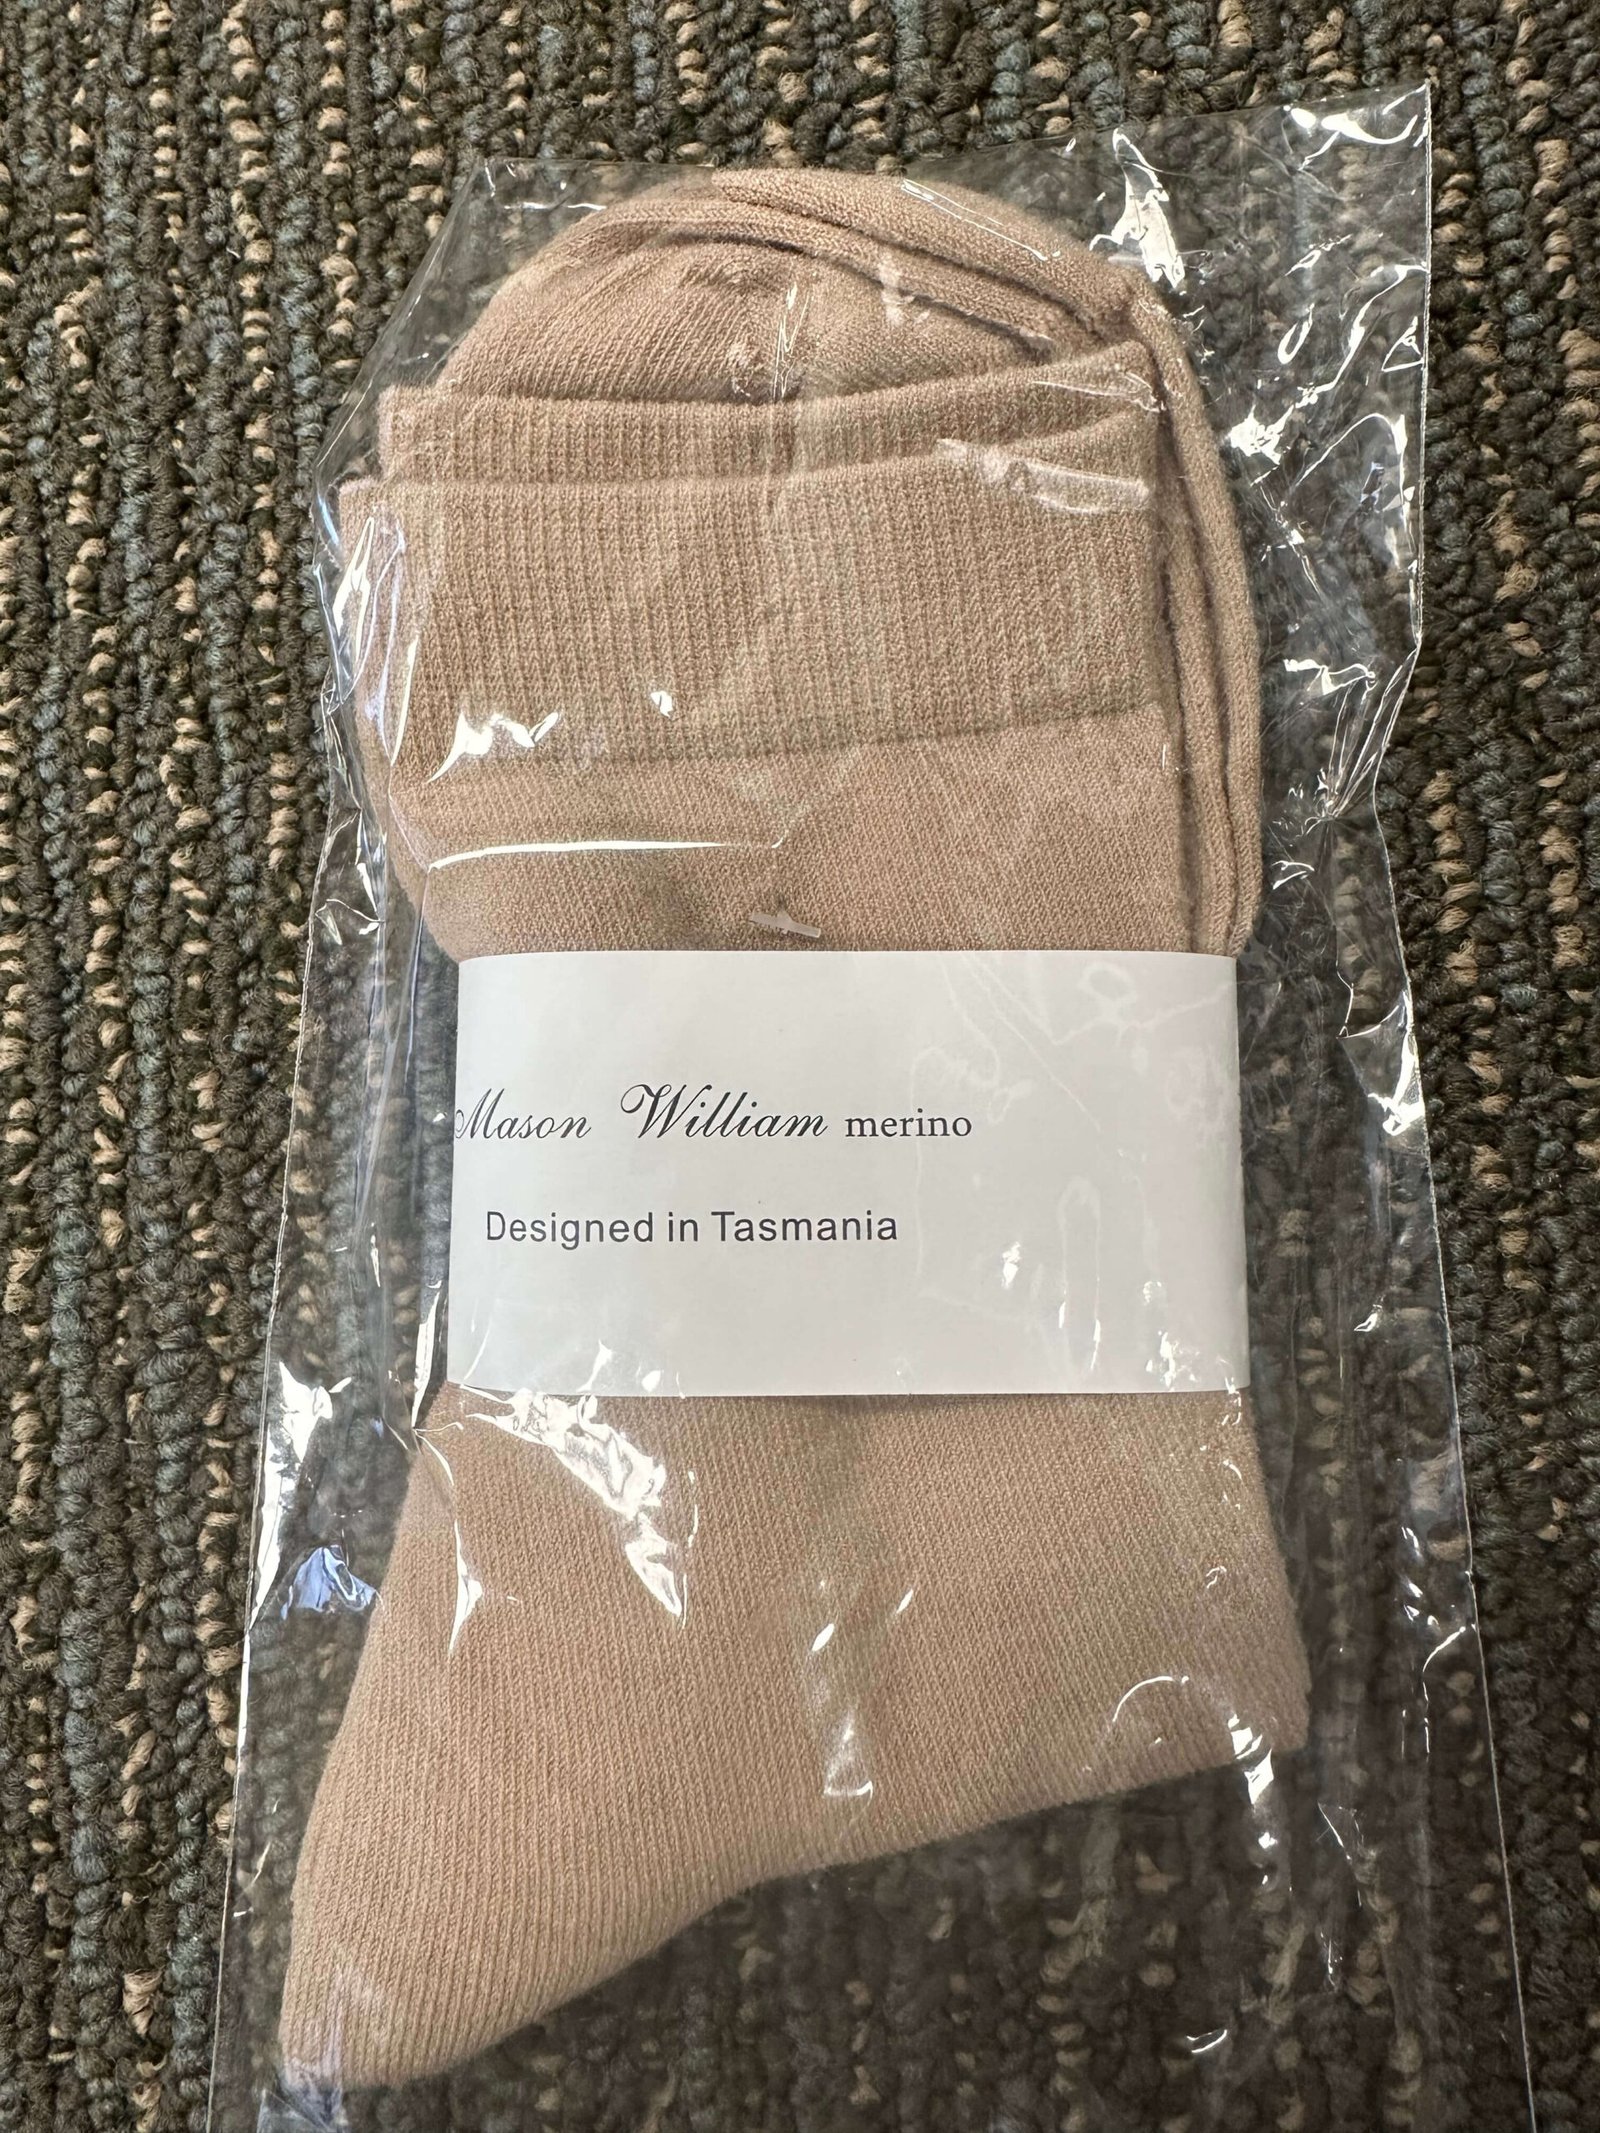 Mason William merino
Designed in Tasmania